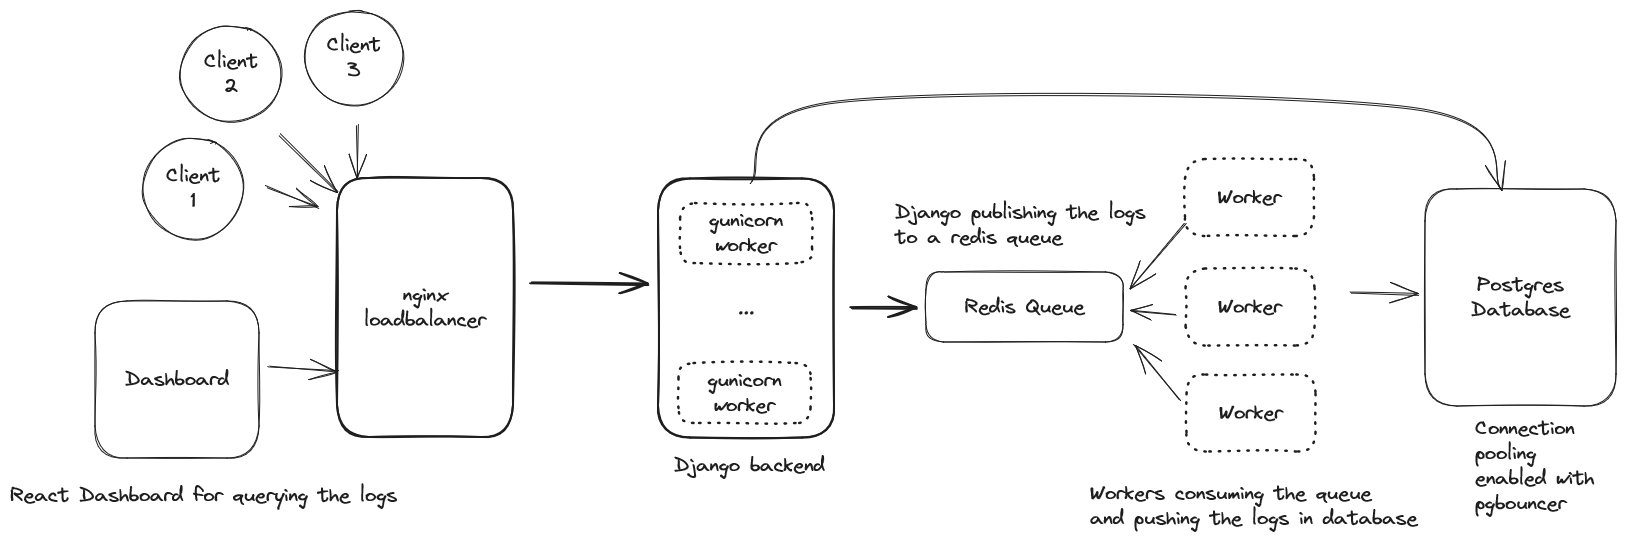 Client
2
Client
3
Client
1
nginx
loadbalancer
Dashboard
React Dashboard for querying the logs
gunicorn
worker
...
gunicorn
worker
Django backend
Django publishing the logs
to a redis queue
Redis Queue
Worker
Worker
Worker
Workers consuming the queue
and pushing the logs in database
Postgres
Database
Connection
pooling
enabled with
pgbouncer